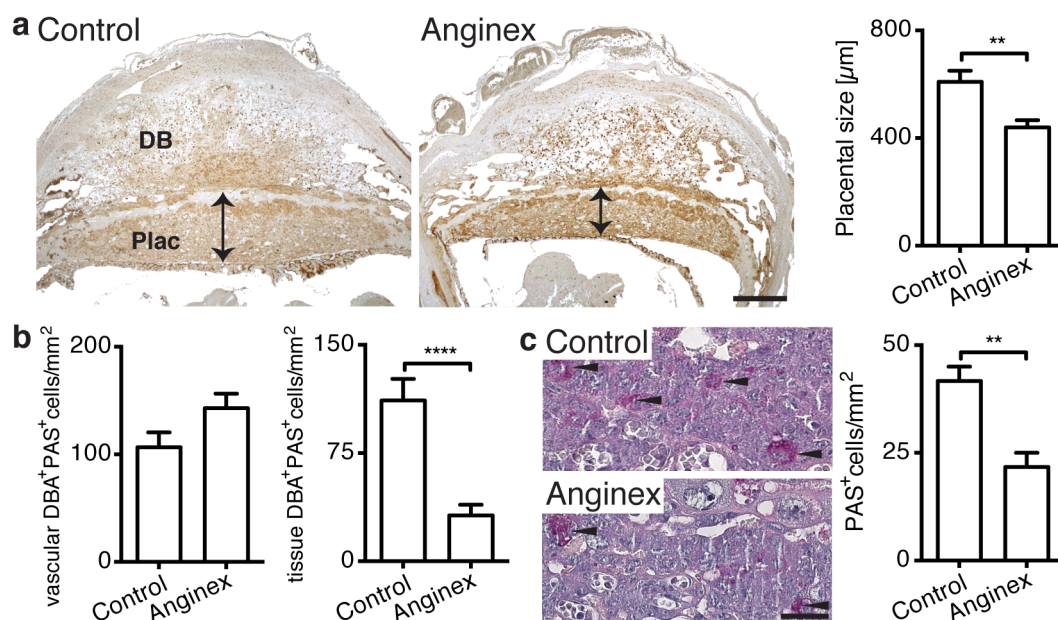 a Control
DB
Plac
Anginex
Placental size [µm]
800
400
0
**
Control
Anginex
b
vascular DBA⁺PAS⁺cells/mm²
200
100
0
Control
Anginex
tissue DBA⁺PAS⁺cells/mm²
150
75
0
****
Control
Anginex
c Control
Anginex
PAS⁺cells/mm²
50
25
0
**
Control
Anginex